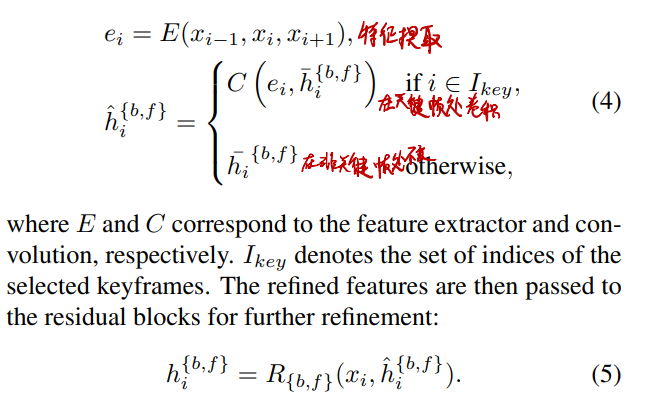 e_i = E(x_{i-1}, x_i, x_{i+1}), 特征提取
\hat{h}_i^{\{b,f\}} = \begin{cases} C\left(e_i, \bar{h}_i^{\{b,f\}}\right) & \text{if } i \in I_{key}, \\ \bar{h}_i^{\{b,f\}} & \text{otherwise,} \end{cases} (4)
在关键帧处卷积
在非关键帧处不
where E and C correspond to the feature extractor and con-
volution, respectively. I_{key} denotes the set of indices of the
selected keyframes. The refined features are then passed to
the residual blocks for further refinement:
h_i^{\{b,f\}} = R_{\{b,f\}}(x_i, \hat{h}_i^{\{b,f\}}). (5)